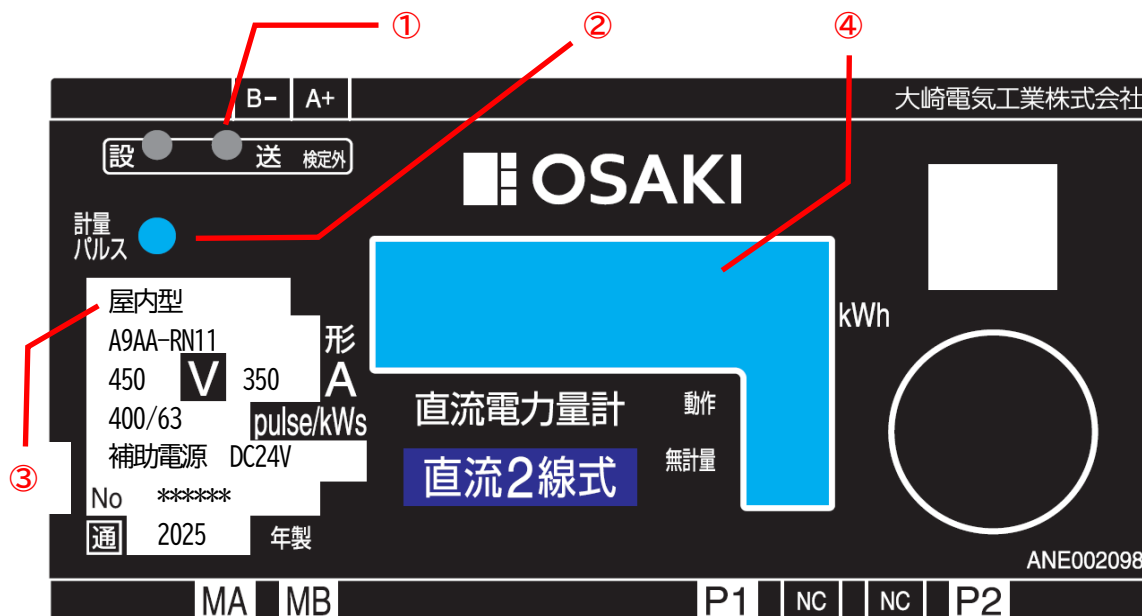 ① ② ④
B- A+ 大崎電気工業株式会社
設 送 検定外
OSAKI
計量
パルス
屋内型
A9AA-RN11 形
450 V 350 A
400/63 pulse/kWs
補助電源 DC24V
No ******
通 2025 年製
③
kWh
直流電力量計 動作
直流2線式 無計量
ANE002098
MA MB P1 NC NC P2